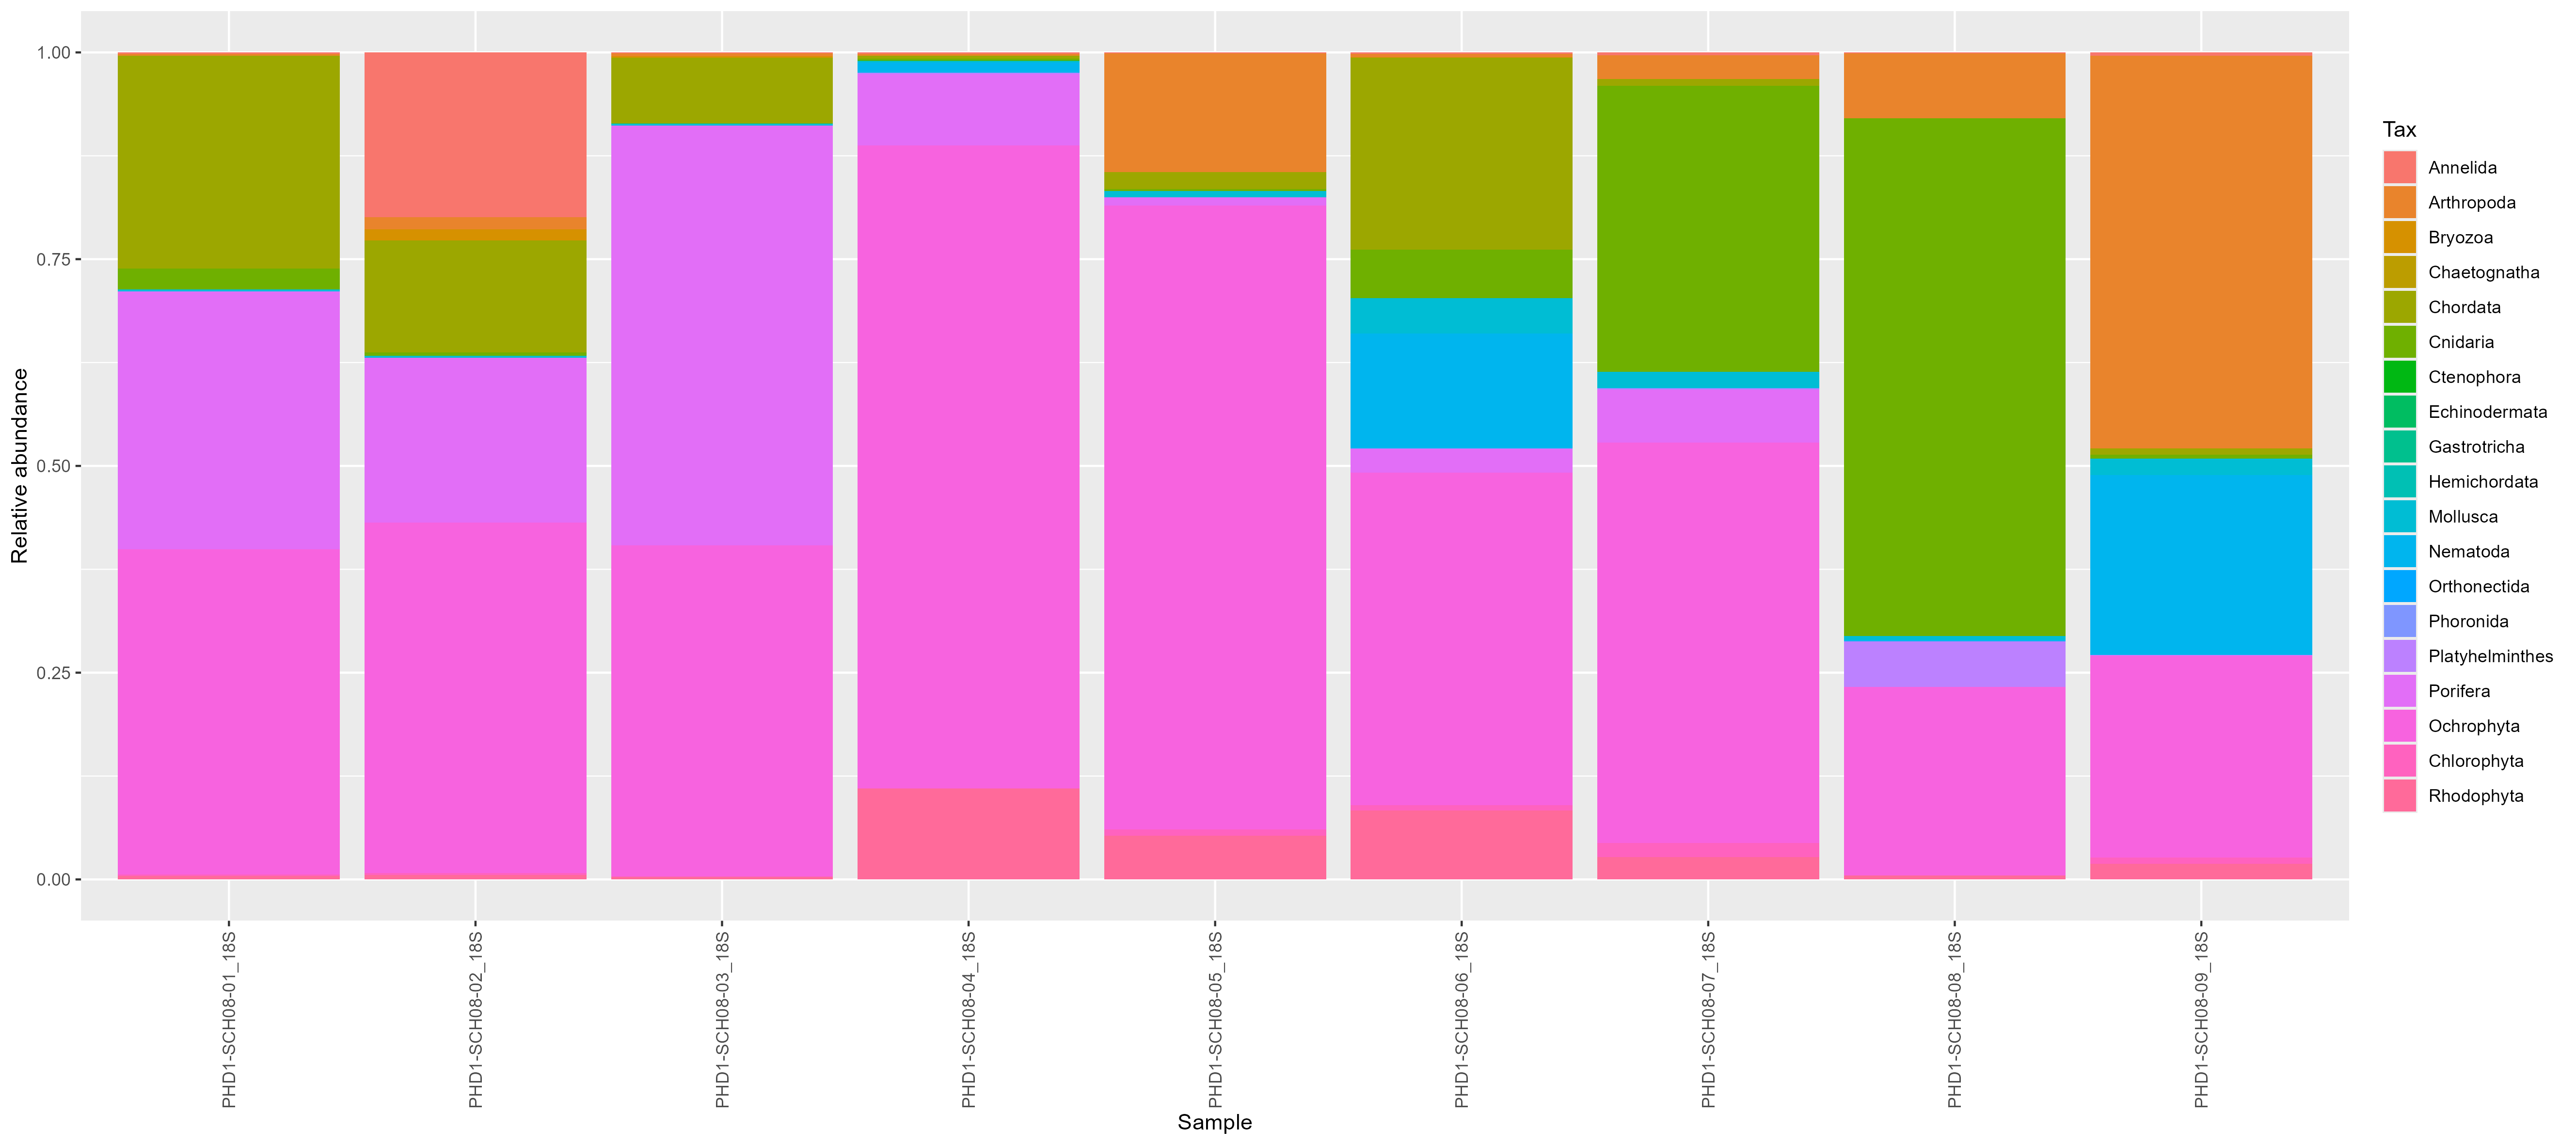 1.00
0.75
0.50
0.25
0.00
Relative abundance
PHD1-SCH08-01_18S
PHD1-SCH08-02_18S
PHD1-SCH08-03_18S
PHD1-SCH08-04_18S
PHD1-SCH08-05_18S
PHD1-SCH08-06_18S
PHD1-SCH08-07_18S
PHD1-SCH08-08_18S
PHD1-SCH08-09_18S
Sample
Tax
Annelida
Arthropoda
Bryozoa
Chaetognatha
Chordata
Cnidaria
Ctenophora
Echinodermata
Gastrotricha
Hemichordata
Mollusca
Nematoda
Orthonectida
Phoronida
Platyhelminthes
Porifera
Ochrophyta
Chlorophyta
Rhodophyta